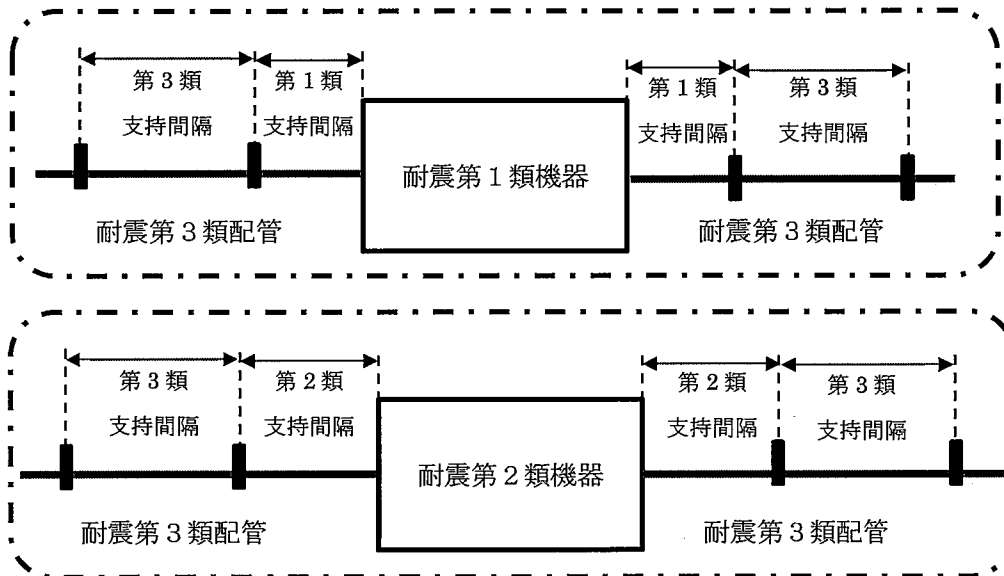 第3類
支持間隔
第1類
支持間隔
第1類
支持間隔
第3類
支持間隔
耐震第1類機器
耐震第3類配管
耐震第3類配管
第3類
支持間隔
第2類
支持間隔
第2類
支持間隔
第3類
支持間隔
耐震第2類機器
耐震第3類配管
耐震第3類配管